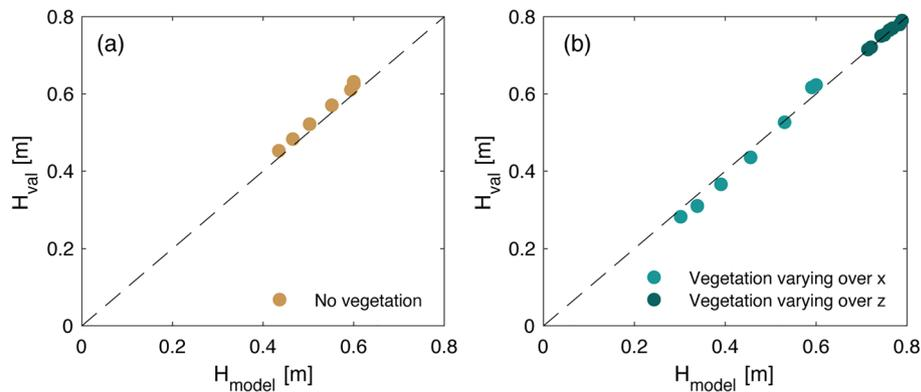 (a)
0.8
0.6
0.4
0.2
0
H_val [m]
No vegetation
0 0.2 0.4 0.6 0.8
H_model [m]
(b)
0.8
0.6
0.4
0.2
0
H_val [m]
Vegetation varying over x
Vegetation varying over z
0 0.2 0.4 0.6 0.8
H_model [m]